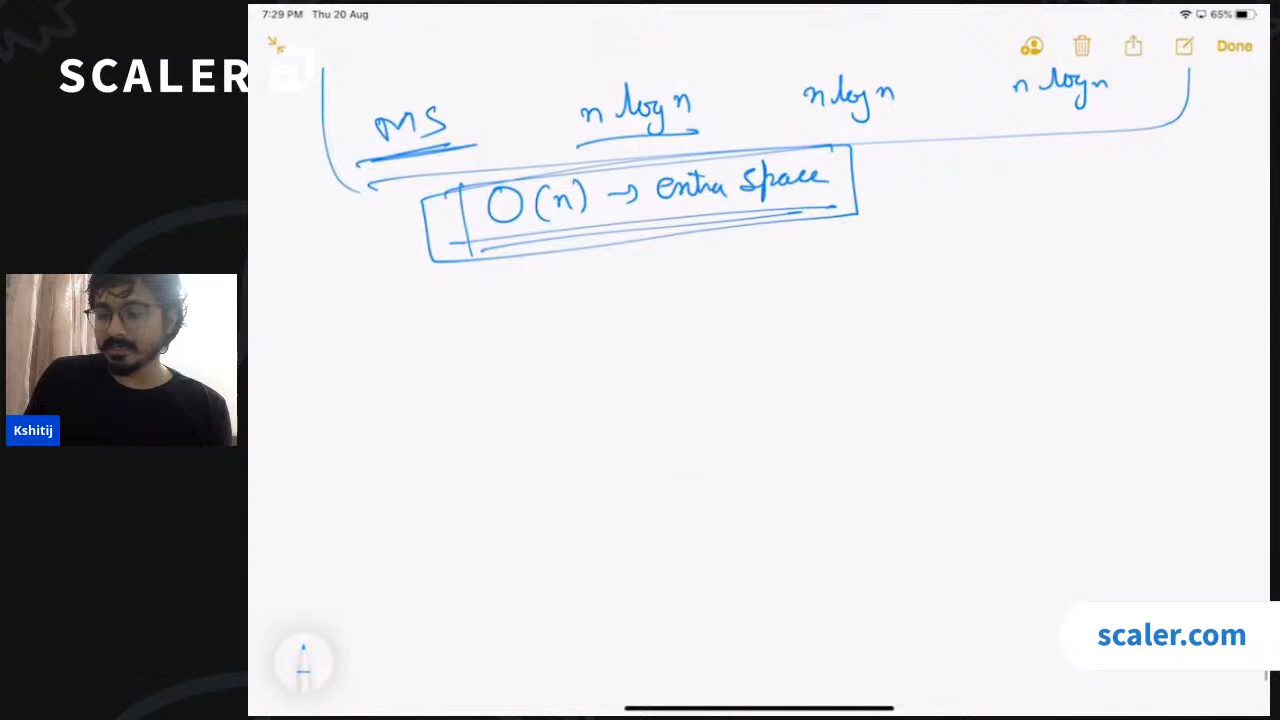 7:29 PM Thu 20 Aug 65%
SCALER
Done
MS n log n n log n n log n
O(n) → extra space
Kshitij
scaler.com